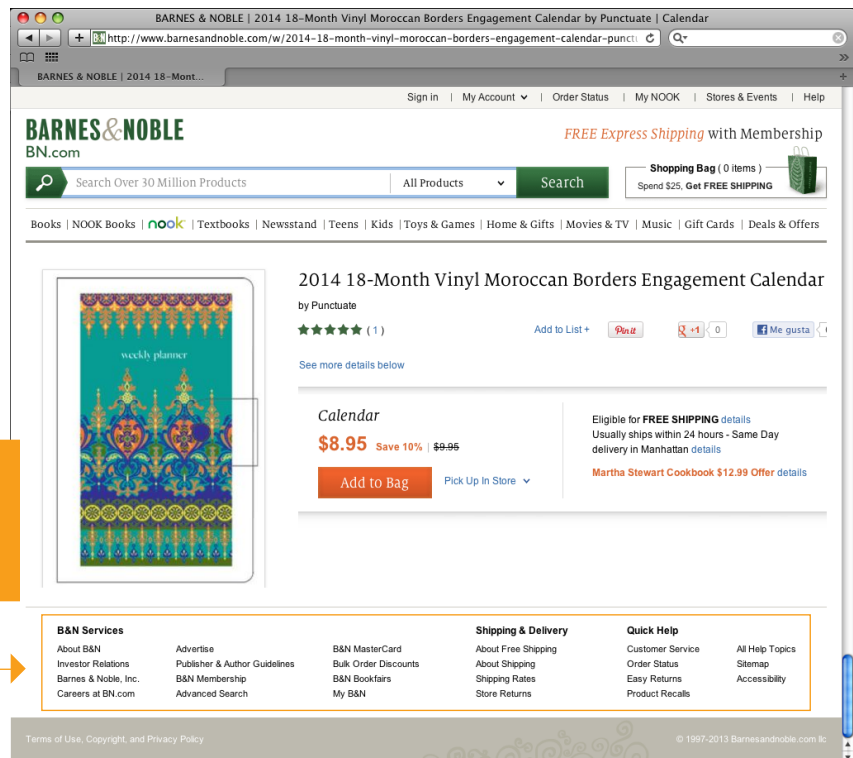 BARNES & NOBLE | 2014 18-Month Vinyl Moroccan Borders Engagement Calendar by Punctuate | Calendar
B&N http://www.barnesandnoble.com/w/2014-18-month-vinyl-moroccan-borders-engagement-calendar-punct
BARNES & NOBLE | 2014 18-Mont...
Sign in | My Account | Order Status | My NOOK | Stores & Events | Help
BARNES&NOBLE
BN.com
FREE Express Shipping with Membership
Search Over 30 Million Products
All Products
Search
Shopping Bag ( 0 items )
Spend $25, Get FREE SHIPPING
Books | NOOK Books | nook | Textbooks | Newsstand | Teens | Kids | Toys & Games | Home & Gifts | Movies & TV | Music | Gift Cards | Deals & Offers
weekly planner
2014 18-Month Vinyl Moroccan Borders Engagement Calendar
by Punctuate
( 1 )
Add to List +
Pin it
g +1 0
f Me gusta
See more details below
Calendar
$8.95 Save 10% | $9.95
Add to Bag
Pick Up In Store
Eligible for FREE SHIPPING details
Usually ships within 24 hours - Same Day
delivery in Manhattan details
Martha Stewart Cookbook $12.99 Offer details
B&N Services
About B&N
Investor Relations
Barnes & Noble, Inc.
Careers at BN.com
Advertise
Publisher & Author Guidelines
B&N Membership
Advanced Search
B&N MasterCard
Bulk Order Discounts
B&N Bookfairs
My B&N
Shipping & Delivery
About Free Shipping
About Shipping
Shipping Rates
Store Returns
Quick Help
Customer Service
Order Status
Easy Returns
Product Recalls
All Help Topics
Sitemap
Accessibility
Terms of Use, Copyright, and Privacy Policy
© 1997-2013 Barnesandnoble.com llc